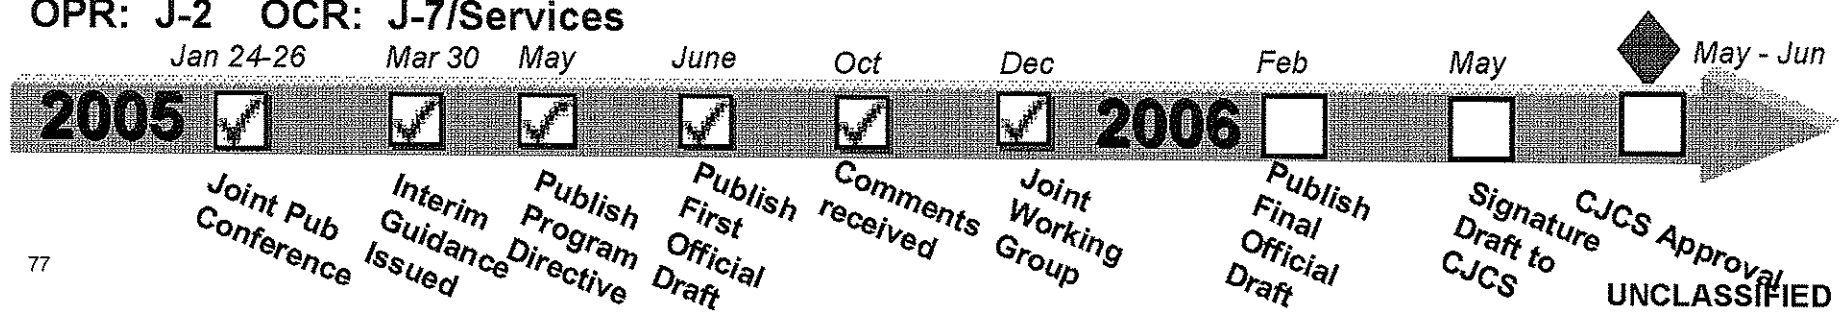 OPR: J-2 OCR: J-7/Services
Jan 24-26 Mar 30 May June Oct Dec Feb May May - Jun
2005 2006
Joint Pub
Conference
Interim
Guidance
Issued
Publish
Program
Directive
Publish
First
Official
Draft
Comments
received
Joint
Working
Group
Publish
Final
Official
Draft
Signature
Draft to
CJCS
CJCS Approval
77
UNCLASSIFIED